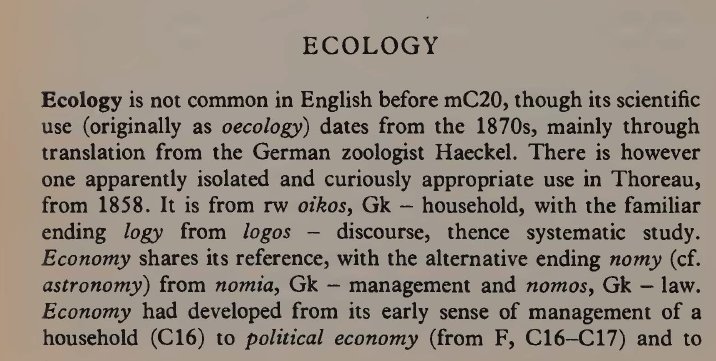 ECOLOGY
Ecology is not common in English before mC20, though its scientific
use (originally as oecology) dates from the 1870s, mainly through
translation from the German zoologist Haeckel. There is however
one apparently isolated and curiously appropriate use in Thoreau,
from 1858. It is from rw oikos, Gk – household, with the familiar
ending logy from logos – discourse, thence systematic study.
Economy shares its reference, with the alternative ending nomy (cf.
astronomy) from nomia, Gk – management and nomos, Gk – law.
Economy had developed from its early sense of management of a
household (C16) to political economy (from F, C16–C17) and to